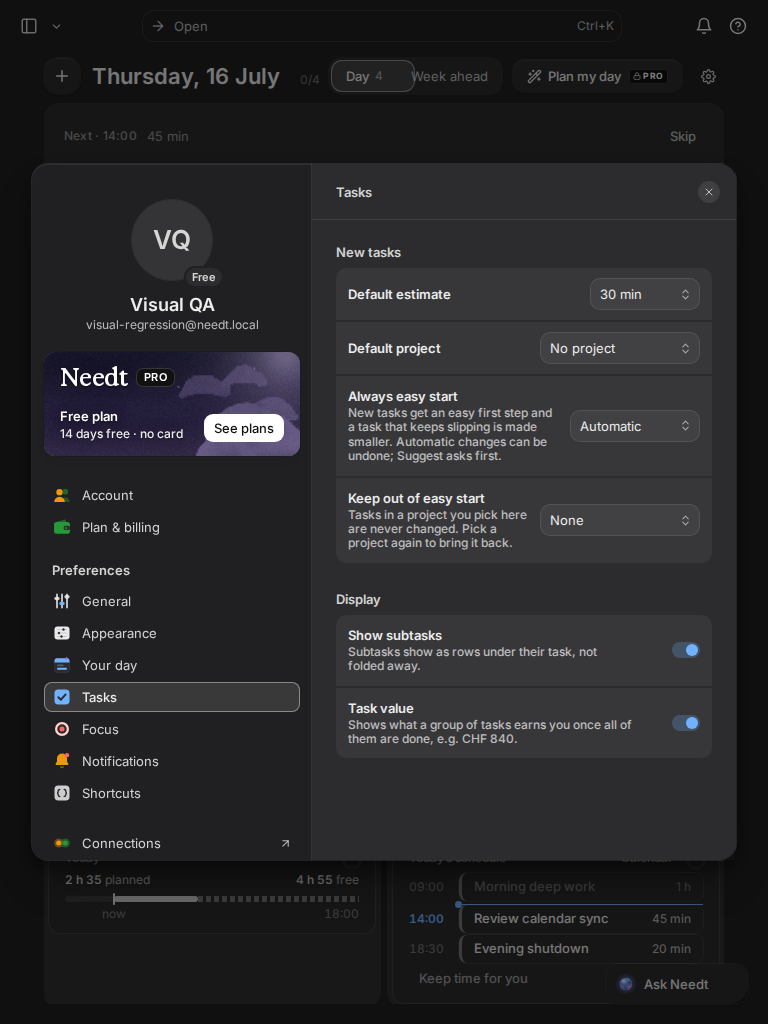 Open
Ctrl+K
Thursday, 16 July
0/4
Day 4
Week ahead
Plan my day
PRO
Next · 14:00 45 min
Skip
VQ
Free
Visual QA
visual-regression@needt.local
Needt PRO
Free plan
14 days free · no card
See plans
Account
Plan & billing
Preferences
General
Appearance
Your day
Tasks
Focus
Notifications
Shortcuts
Connections
Tasks
New tasks
Default estimate
30 min
Default project
No project
Always easy start
New tasks get an easy first step and
a task that keeps slipping is made
smaller. Automatic changes can be
undone; Suggest asks first.
Automatic
Keep out of easy start
Tasks in a project you pick here
are never changed. Pick a
project again to bring it back.
None
Display
Show subtasks
Subtasks show as rows under their task, not
folded away.
Task value
Shows what a group of tasks earns you once all of
them are done, e.g. CHF 840.
2 h 35 planned
4 h 55 free
now
18:00
09:00
Morning deep work
1 h
14:00
Review calendar sync
45 min
18:30
Evening shutdown
20 min
Keep time for you
Ask Needt